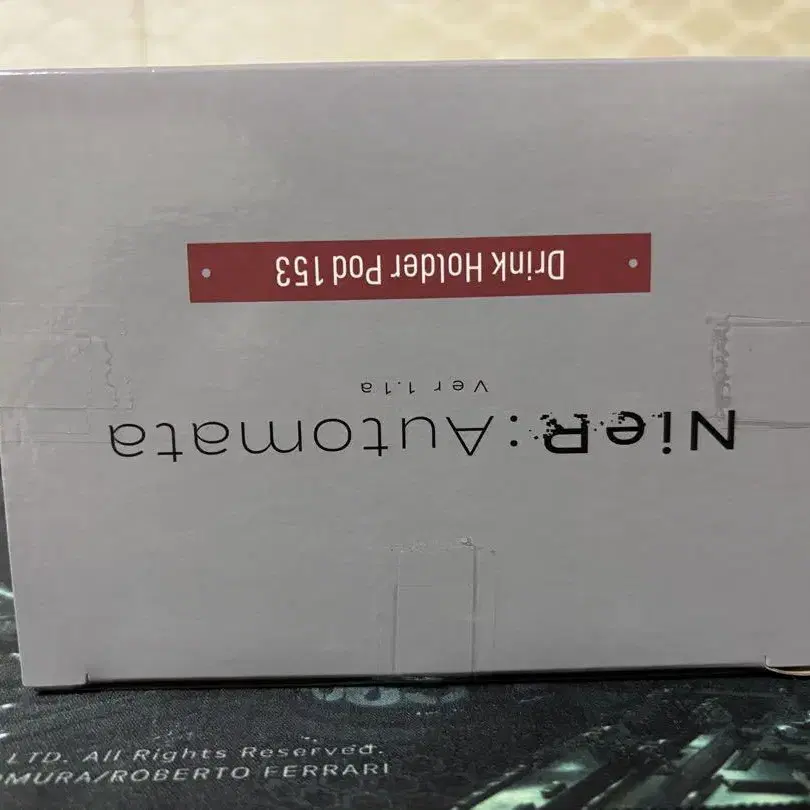 NieR:Automata
Ver 1.1a
Drink Holder Pod 153
LTD. All Rights Reserved.
MURA/ROBERTO FERRARI